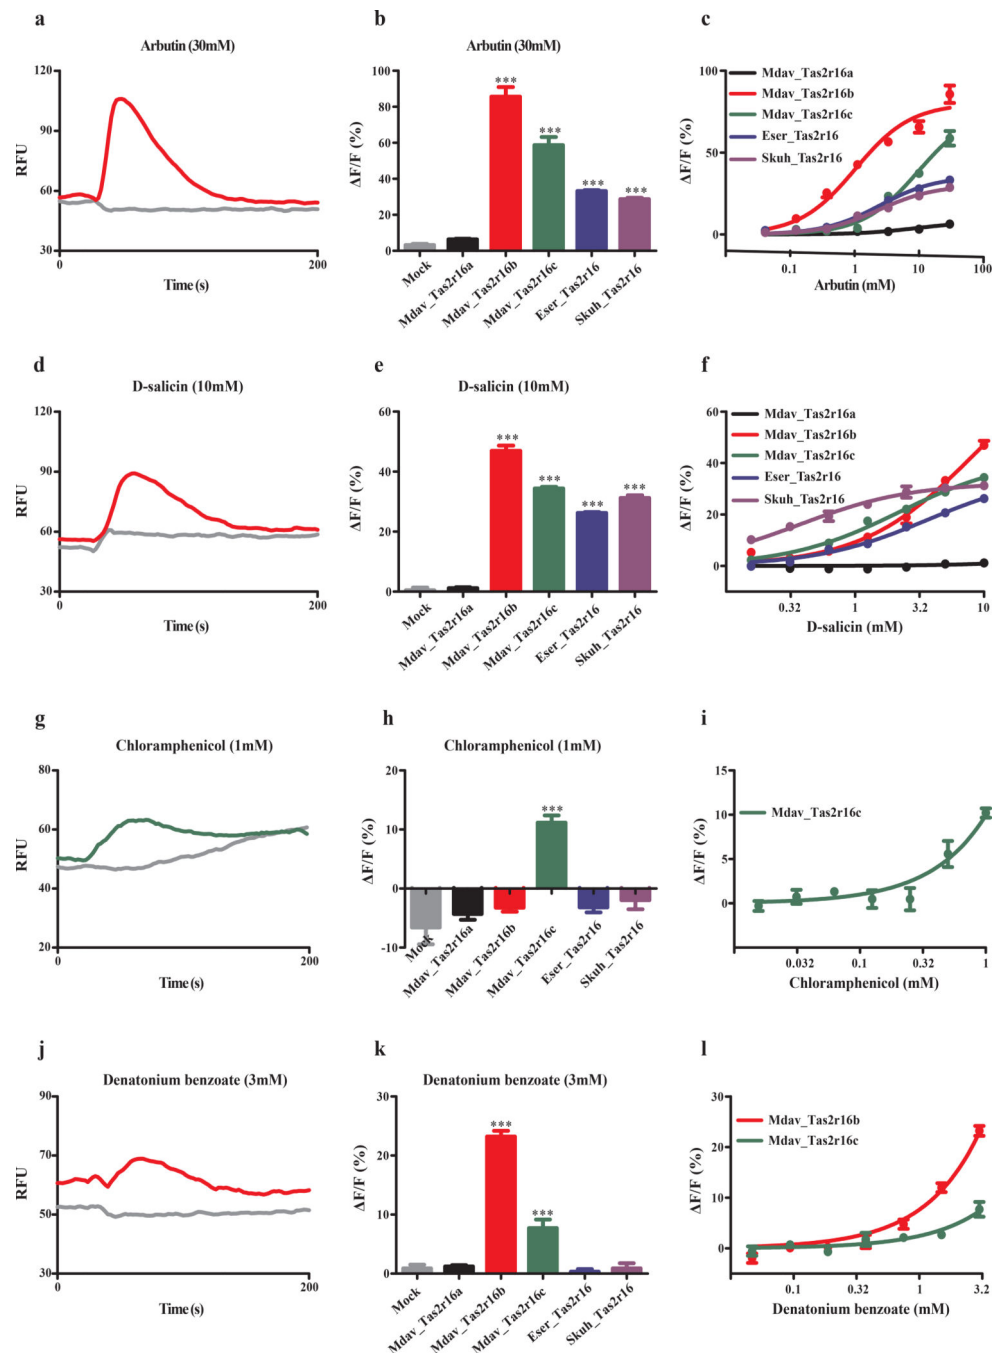 a
Arbutin (30mM)
RFU
120
90
60
30
0
200
Time (s)
b
Arbutin (30mM)
ΔF/F (%)
100
80
60
40
20
0
***
***
***
***
Mock
Mdav_Tas2r16a
Mdav_Tas2r16b
Mdav_Tas2r16c
Eser_Tas2r16
Skuh_Tas2r16
c
Mdav_Tas2r16a
Mdav_Tas2r16b
Mdav_Tas2r16c
Eser_Tas2r16
Skuh_Tas2r16
ΔF/F (%)
100
50
0
0.1
1
10
100
Arbutin (mM)
d
D-salicin (10mM)
RFU
120
90
60
30
0
200
Time (s)
e
D-salicin (10mM)
ΔF/F (%)
60
40
20
0
***
***
***
***
Mock
Mdav_Tas2r16a
Mdav_Tas2r16b
Mdav_Tas2r16c
Eser_Tas2r16
Skuh_Tas2r16
f
Mdav_Tas2r16a
Mdav_Tas2r16b
Mdav_Tas2r16c
Eser_Tas2r16
Skuh_Tas2r16
ΔF/F (%)
60
40
20
0
0.32
1
3.2
10
D-salicin (mM)
g
Chloramphenicol (1mM)
RFU
80
60
40
20
0
200
Time (s)
h
Chloramphenicol (1mM)
ΔF/F (%)
20
10
0
-10
***
Mock
Mdav_Tas2r16a
Mdav_Tas2r16b
Mdav_Tas2r16c
Eser_Tas2r16
Skuh_Tas2r16
i
Mdav_Tas2r16c
ΔF/F (%)
15
10
5
0
0.032
0.1
0.32
1
Chloramphenicol (mM)
j
Denatonium benzoate (3mM)
RFU
90
70
50
30
0
200
Time (s)
k
Denatonium benzoate (3mM)
ΔF/F (%)
30
20
10
0
***
***
Mock
Mdav_Tas2r16a
Mdav_Tas2r16b
Mdav_Tas2r16c
Eser_Tas2r16
Skuh_Tas2r16
l
Mdav_Tas2r16b
Mdav_Tas2r16c
ΔF/F (%)
30
20
10
0
0.1
0.32
1
3.2
Denatonium benzoate (mM)